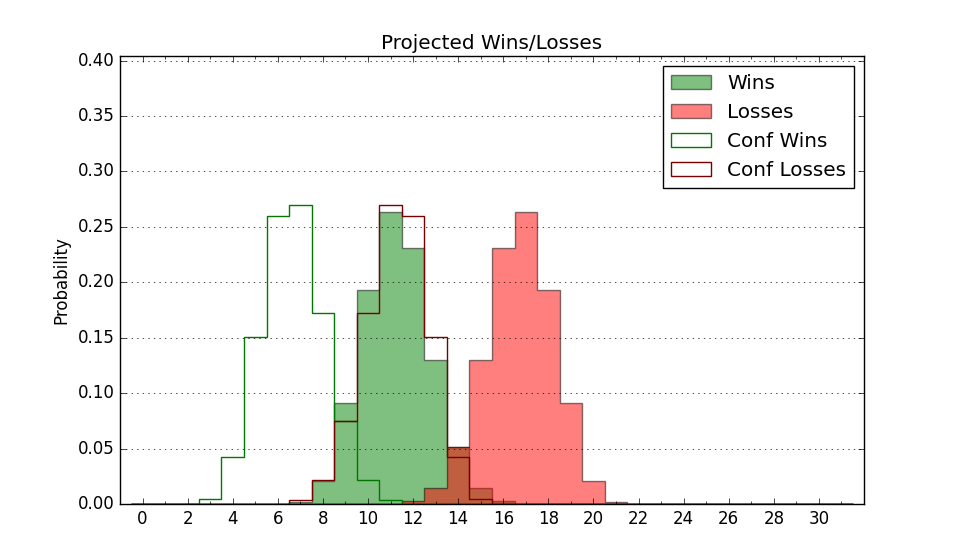 Projected Wins/Losses
0.40
0.35
0.30
0.25
0.20
0.15
0.10
0.05
0.00
Probability
Wins
Losses
Conf Wins
Conf Losses
0 2 4 6 8 10 12 14 16 18 20 22 24 26 28 30